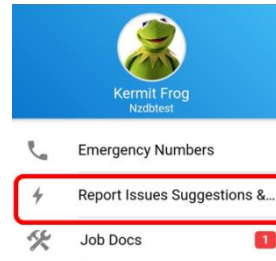 Kermit Frog
Nzdbtest
Emergency Numbers
Report Issues Suggestions &...
Job Docs 1